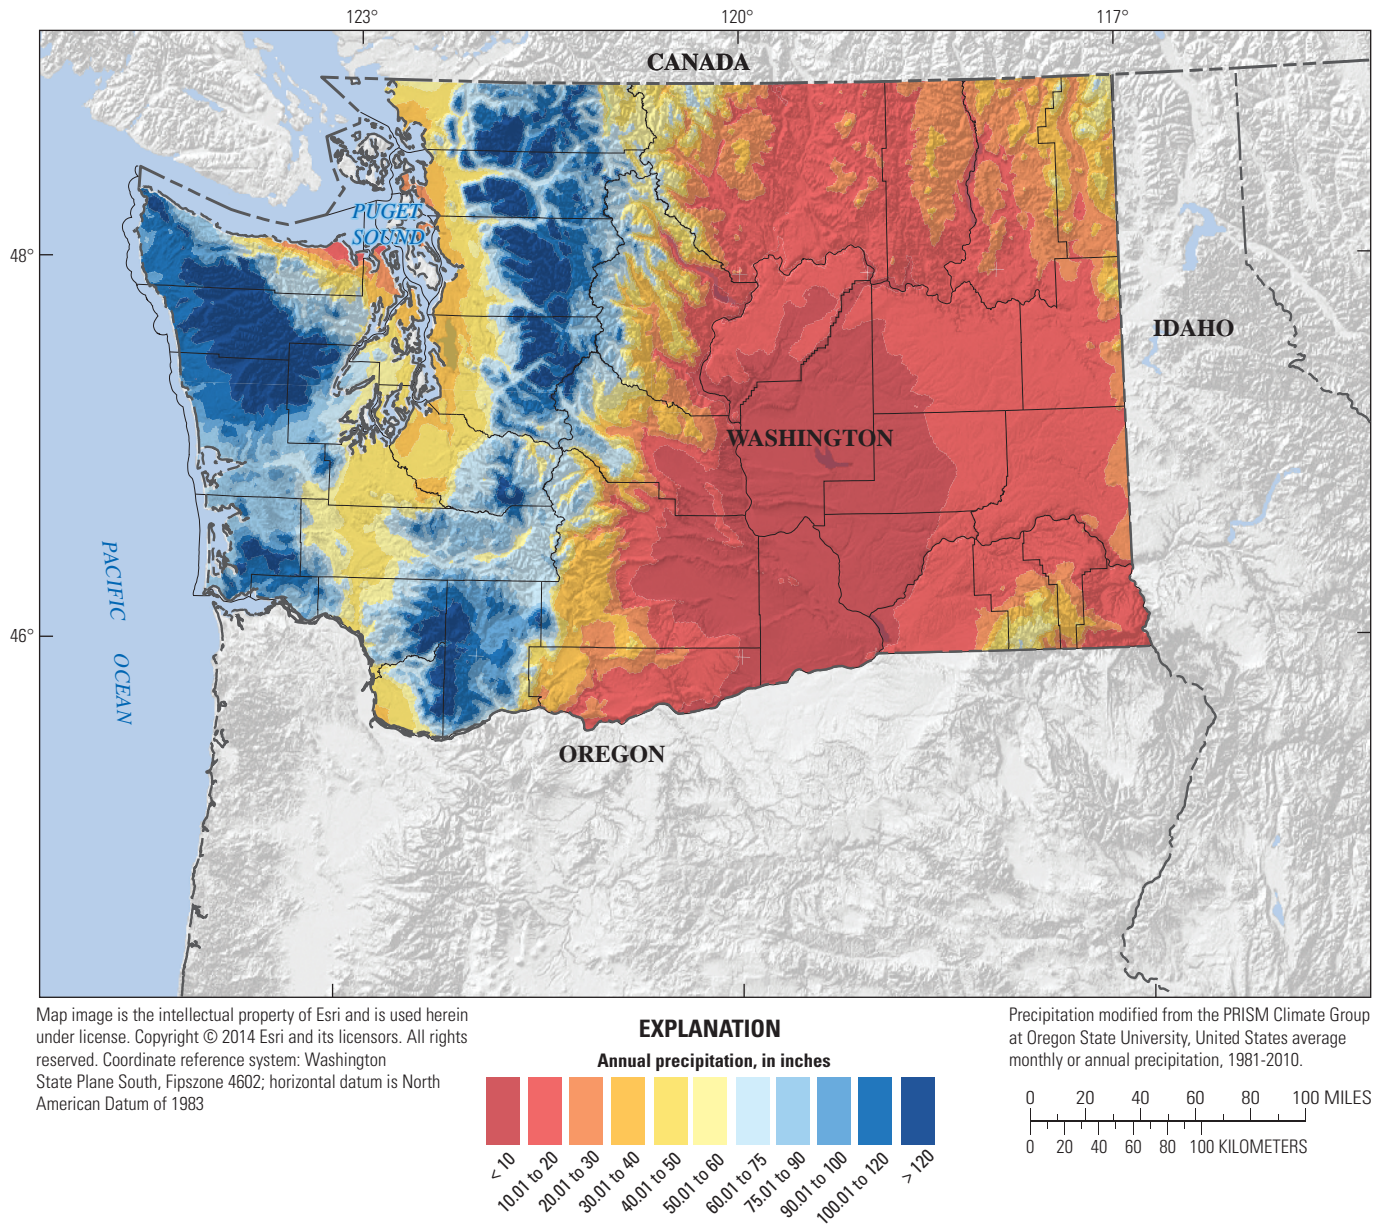 123°
120°
117°
CANADA
PUGET
SOUND
48°
IDAHO
WASHINGTON
PACIFIC OCEAN
46°
OREGON
Map image is the intellectual property of Esri and is used herein
under license. Copyright © 2014 Esri and its licensors. All rights
reserved. Coordinate reference system: Washington
State Plane South, Fipszone 4602; horizontal datum is North
American Datum of 1983
EXPLANATION
Annual precipitation, in inches
< 10
10.01 to 20
20.01 to 30
30.01 to 40
40.01 to 50
50.01 to 60
60.01 to 75
75.01 to 90
90.01 to 100
100.01 to 120
> 120
Precipitation modified from the PRISM Climate Group
at Oregon State University, United States average
monthly or annual precipitation, 1981-2010.
0 20 40 60 80 100 MILES
0 20 40 60 80 100 KILOMETERS